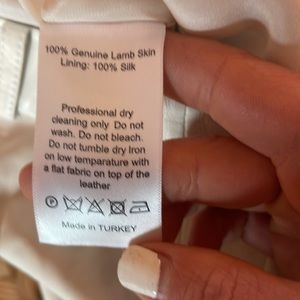 100% Genuine Lamb Skin
Lining: 100% Silk
Professional dry
cleaning only Do not
wash. Do not bleach.
Do not tumble dry Iron
on low temparature with
a flat fabric on top of the
leather
Made in TURKEY